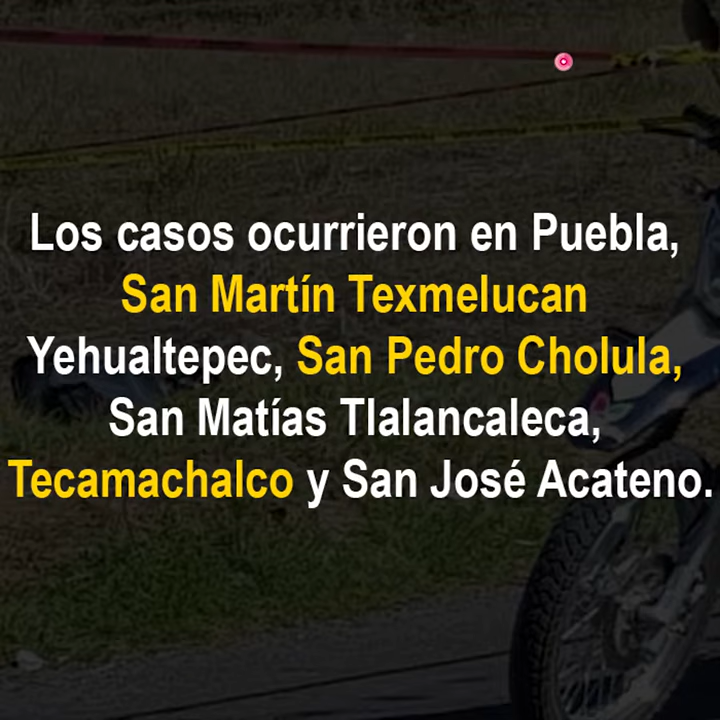 Los casos ocurrieron en Puebla,
San Martín Texmelucan
Yehualtepec, San Pedro Cholula,
San Matías Tlalancaleca,
Tecamachalco y San José Acateno.